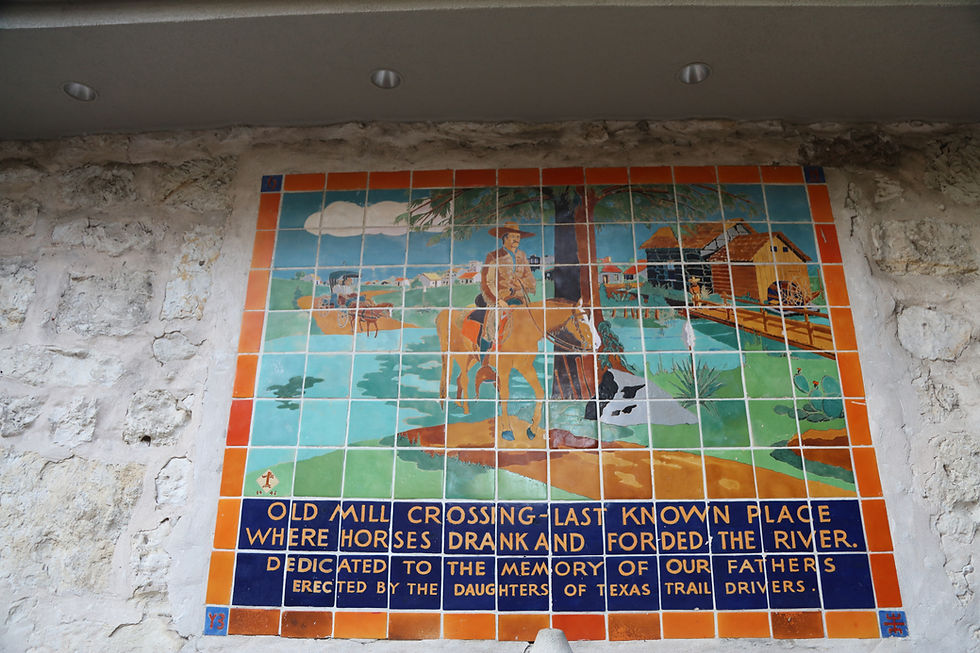 OLD MILL CROSSING-LAST KNOWN PLACE
WHERE HORSES DRANK AND FORDED THE RIVER.
DEDICATED TO THE MEMORY OF OUR FATHERS
ERECTED BY THE DAUGHTERS OF TEXAS TRAIL DRIVERS.